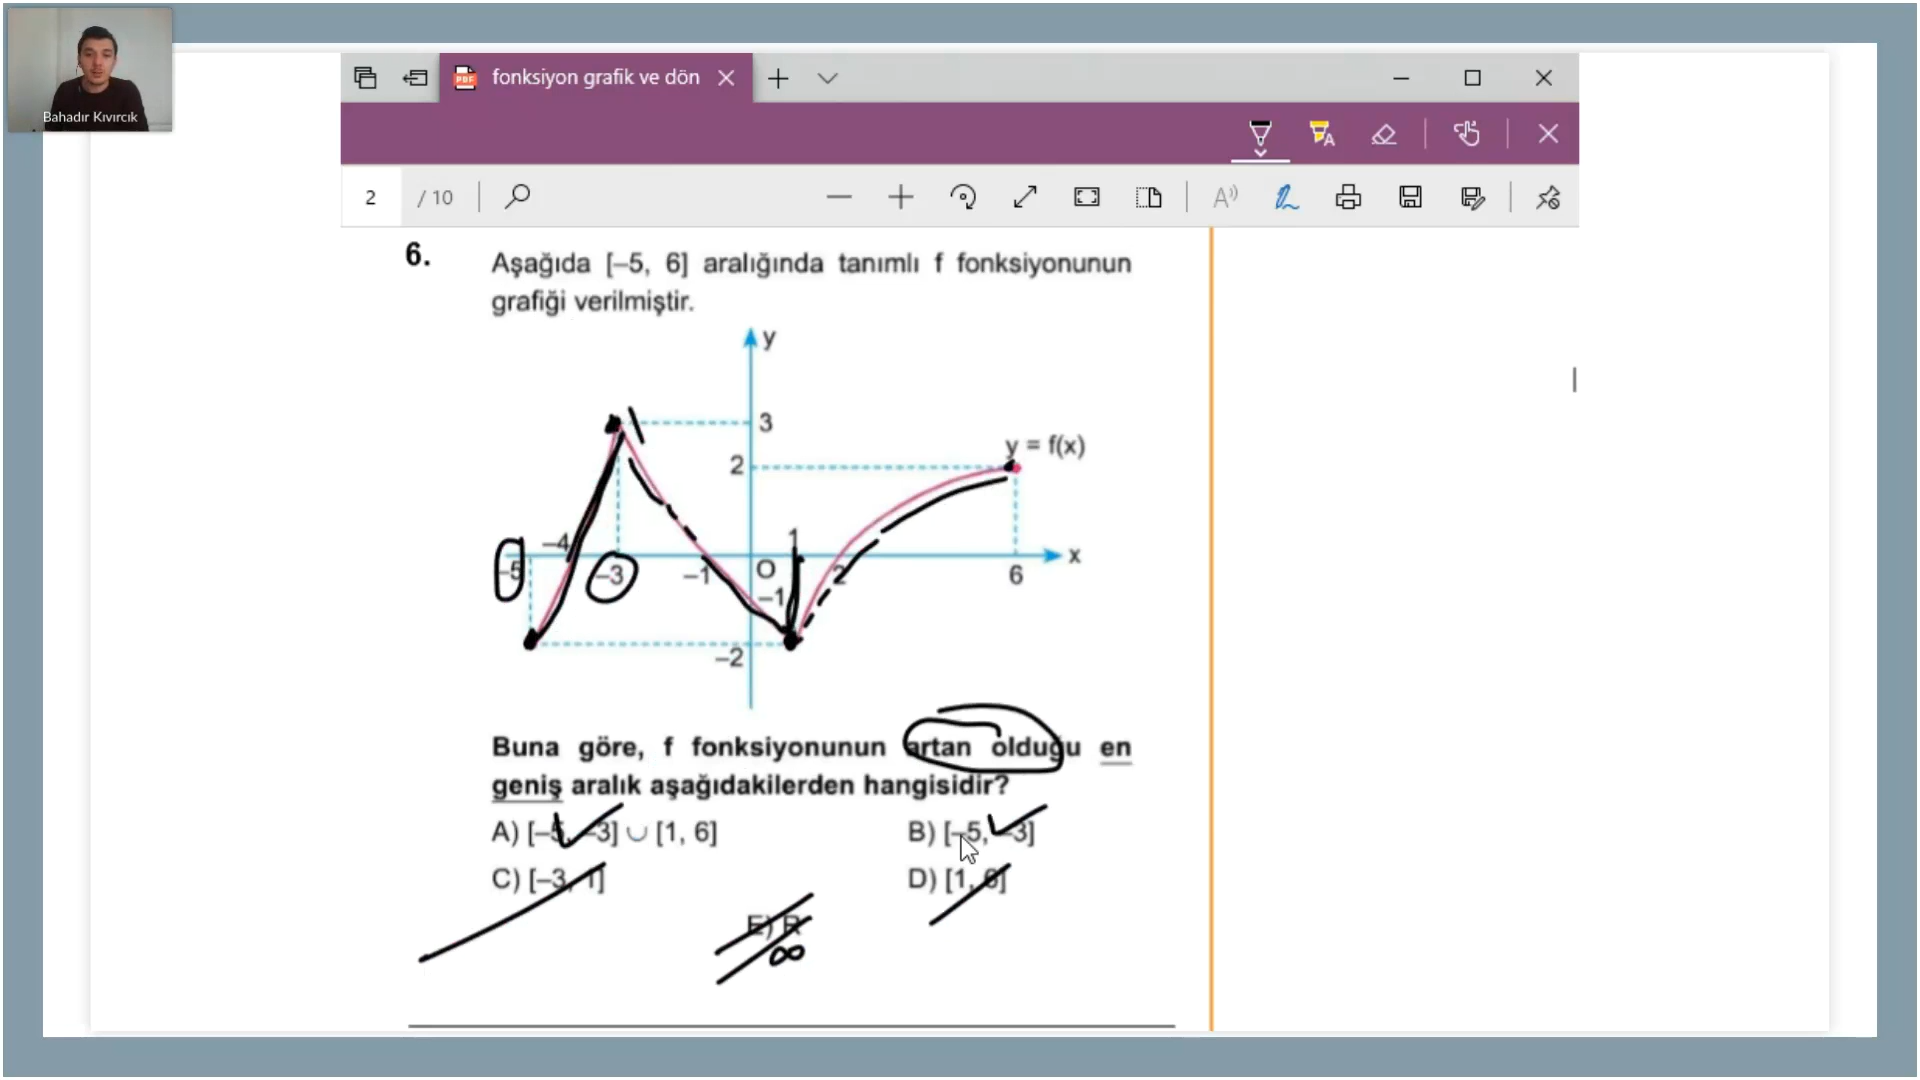 Bahadır Kıvırcık
fonksiyon grafik ve dön
2 / 10
6. Aşağıda [–5, 6] aralığında tanımlı f fonksiyonunun
grafiği verilmiştir.
y
3
y = f(x)
2
1
–4
x
–5
–3
–1
O
2
6
–1
–2
Buna göre, f fonksiyonunun artan olduğu en
geniş aralık aşağıdakilerden hangisidir?
A) [–5, –3] ∪ [1, 6] B) [–5, –3]
C) [–3, 1] D) [1, 6]
E) R
∞